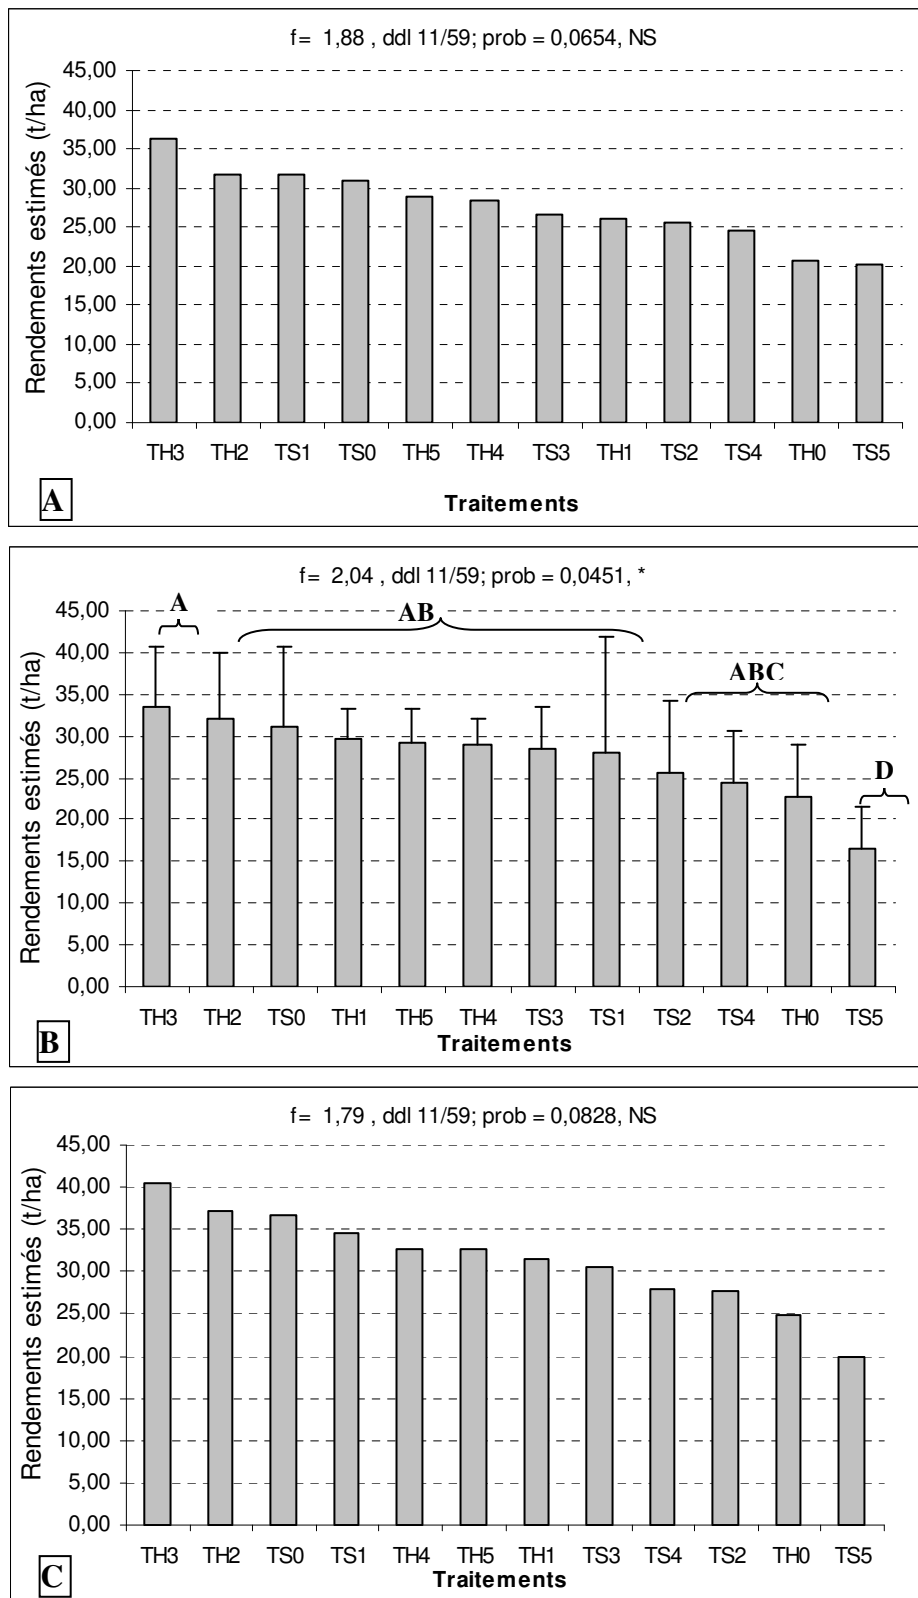 f= 1,88 , ddl 11/59; prob = 0,0654, NS
Rendements estimés (t/ha)
45,00
40,00
35,00
30,00
25,00
20,00
15,00
10,00
5,00
0,00
TH3 TH2 TS1 TS0 TH5 TH4 TS3 TH1 TS2 TS4 TH0 TS5
Traitements
A
f= 2,04 , ddl 11/59; prob = 0,0451, *
A
AB
ABC
D
Rendements estimés (t/ha)
45,00
40,00
35,00
30,00
25,00
20,00
15,00
10,00
5,00
0,00
TH3 TH2 TS0 TH1 TH5 TH4 TS3 TS1 TS2 TS4 TH0 TS5
Traitements
B
f= 1,79 , ddl 11/59; prob = 0,0828, NS
Rendements estimés (t/ha)
45,00
40,00
35,00
30,00
25,00
20,00
15,00
10,00
5,00
0,00
TH3 TH2 TS0 TS1 TH4 TH5 TH1 TS3 TS4 TS2 TH0 TS5
Traitements
C